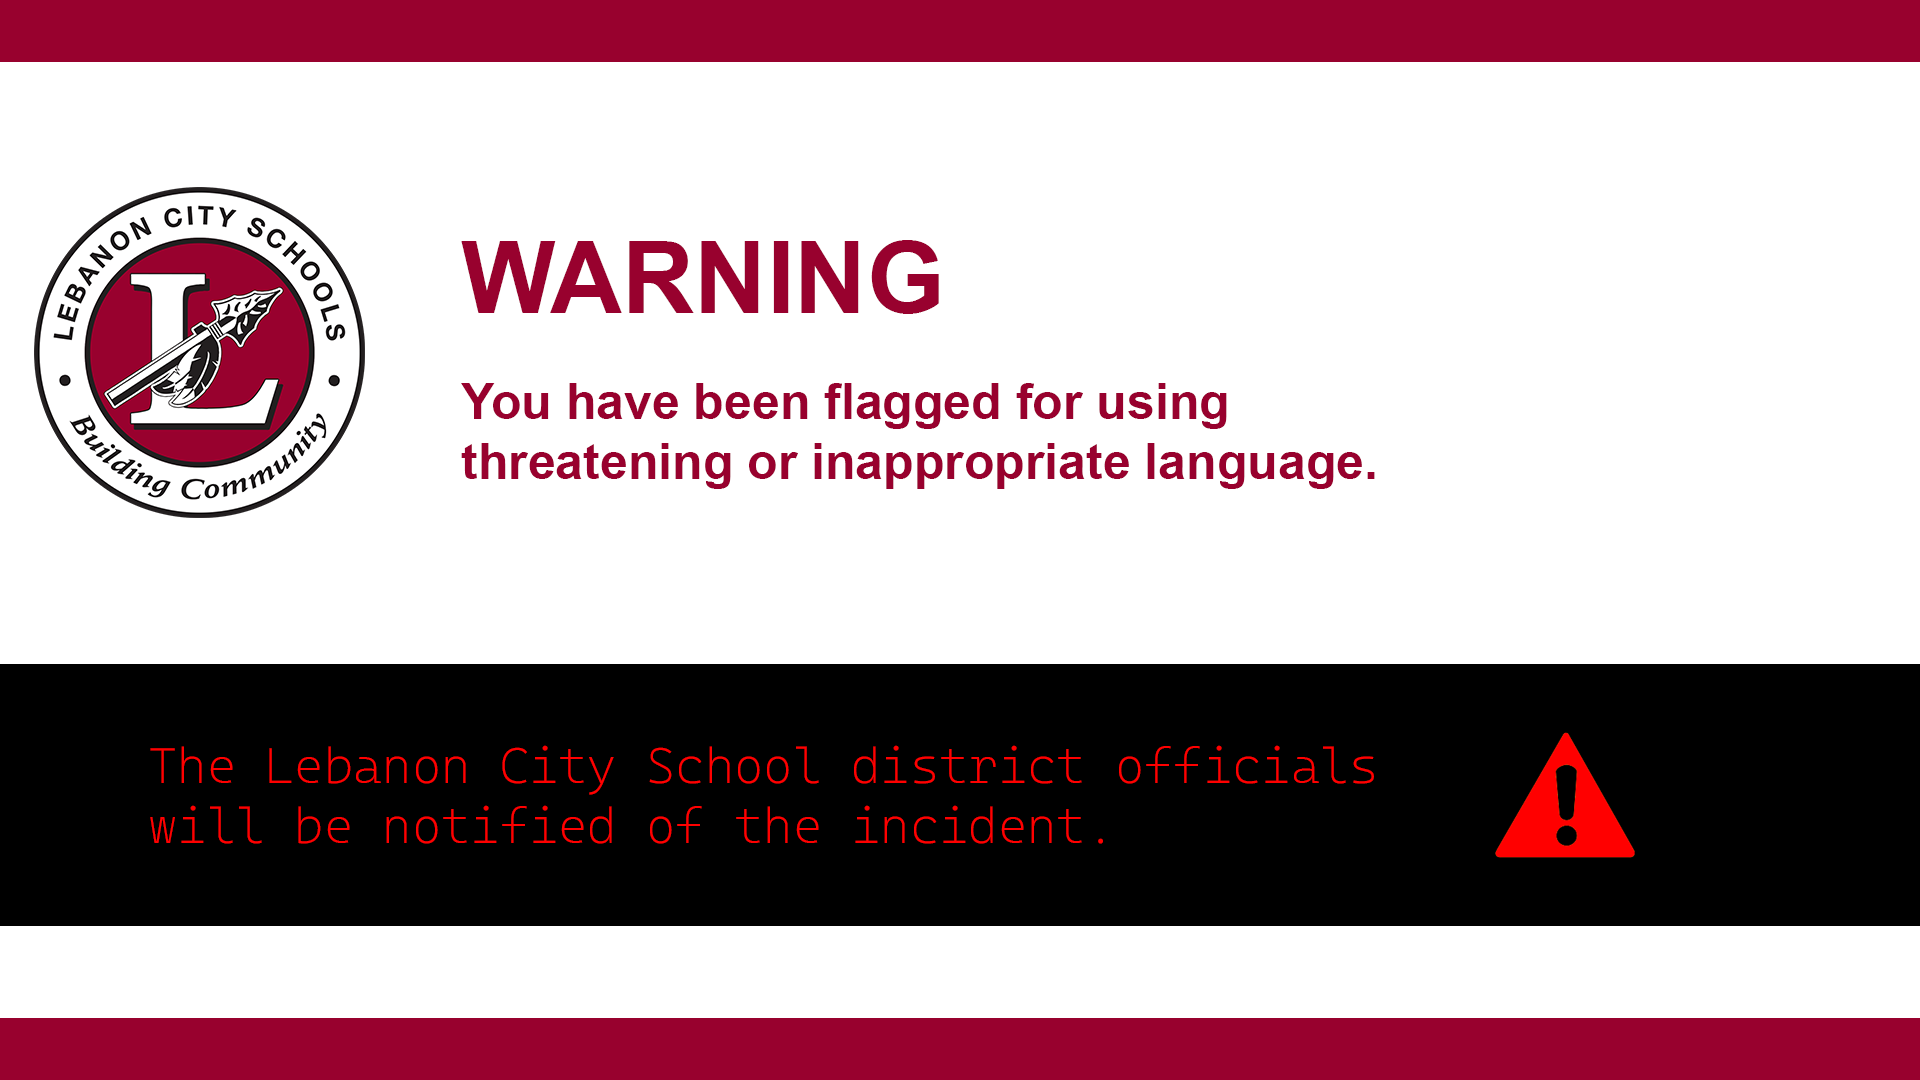 LEBANON CITY SCHOOLS
L
Building Community
WARNING
You have been flagged for using
threatening or inappropriate language.
The Lebanon City School district officials
will be notified of the incident.